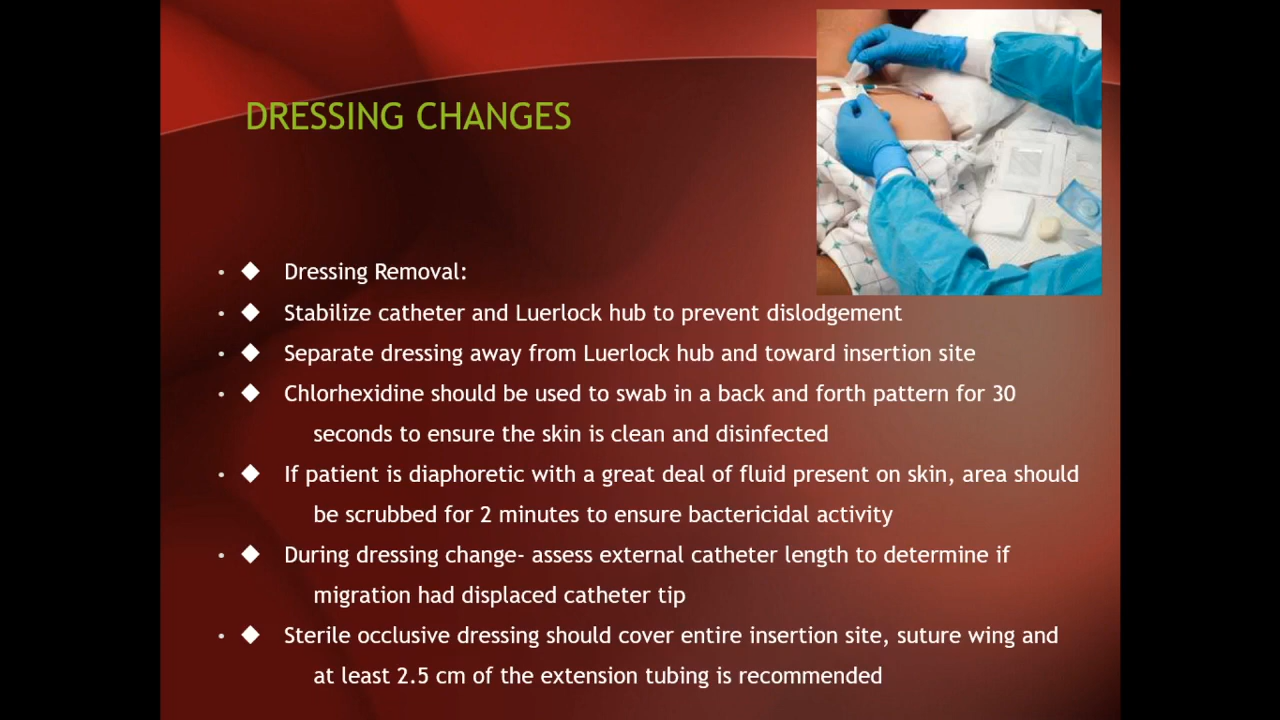 DRESSING CHANGES
• ◆ Dressing Removal:
• ◆ Stabilize catheter and Luerlock hub to prevent dislodgement
• ◆ Separate dressing away from Luerlock hub and toward insertion site
• ◆ Chlorhexidine should be used to swab in a back and forth pattern for 30
seconds to ensure the skin is clean and disinfected
• ◆ If patient is diaphoretic with a great deal of fluid present on skin, area should
be scrubbed for 2 minutes to ensure bactericidal activity
• ◆ During dressing change- assess external catheter length to determine if
migration had displaced catheter tip
• ◆ Sterile occlusive dressing should cover entire insertion site, suture wing and
at least 2.5 cm of the extension tubing is recommended